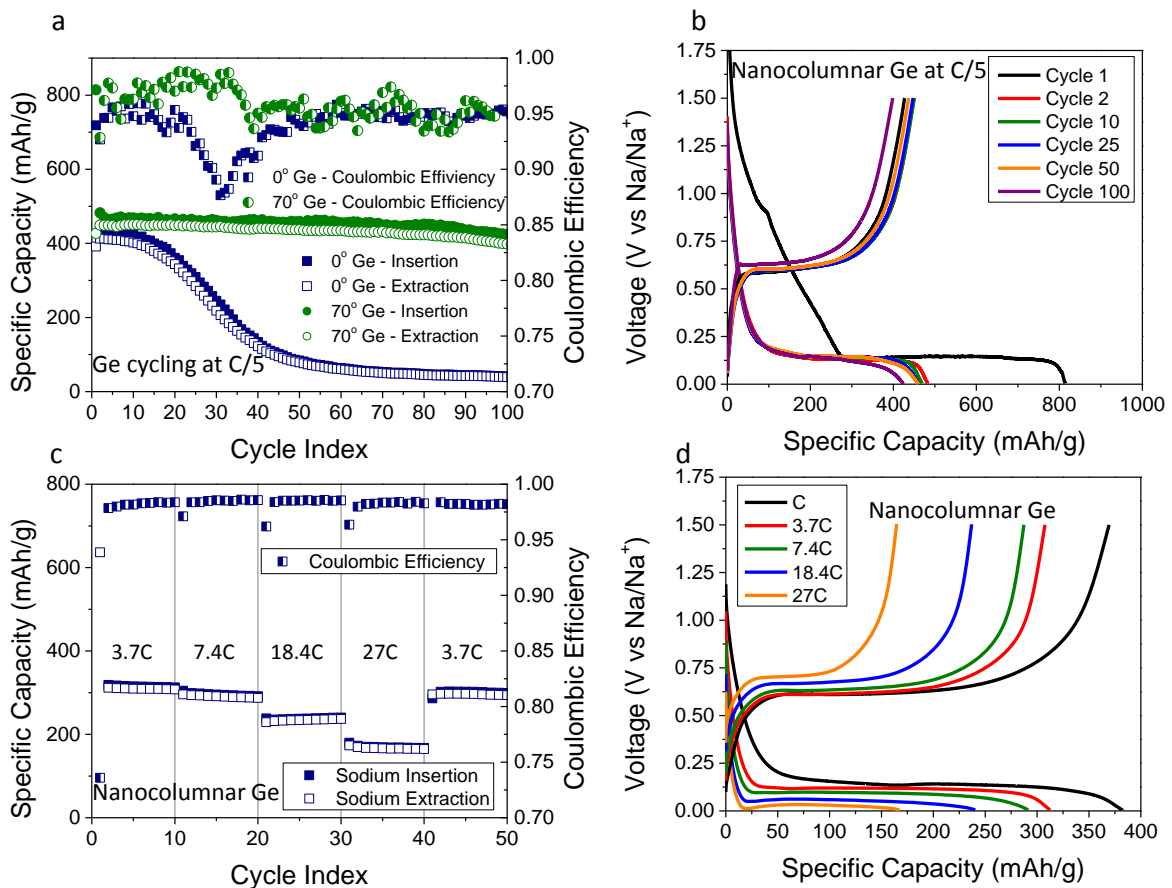 a
Specific Capacity (mAh/g)
800
700
600
500
400
300
200
100
0
1.00
0.95
0.90
0.85
0.80
0.75
0.70
Coulombic Efficiency
0° Ge - Coulombic Effiviency
70° Ge - Coulombic Efficiency
0° Ge - Insertion
0° Ge - Extraction
70° Ge - Insertion
70° Ge - Extraction
Ge cycling at C/5
0 10 20 30 40 50 60 70 80 90 100
Cycle Index
b
Voltage (V vs Na/Na⁺)
1.75
1.50
1.25
1.00
0.75
0.50
0.25
0.00
Nanocolumnar Ge at C/5
Cycle 1
Cycle 2
Cycle 10
Cycle 25
Cycle 50
Cycle 100
0 200 400 600 800 1000
Specific Capacity (mAh/g)
c
Specific Capacity (mAh/g)
800
700
600
500
400
300
200
100
0
1.00
0.95
0.90
0.85
0.80
0.75
0.70
Coulombic Efficiency
Coulombic Efficiency
3.7C 7.4C 18.4C 27C 3.7C
Sodium Insertion
Sodium Extraction
Nanocolumnar Ge
0 10 20 30 40 50
Cycle Index
d
Voltage (V vs Na/Na⁺)
1.75
1.50
1.25
1.00
0.75
0.50
0.25
0.00
C
3.7C
7.4C
18.4C
27C
Nanocolumnar Ge
0 50 100 150 200 250 300 350 400
Specific Capacity (mAh/g)